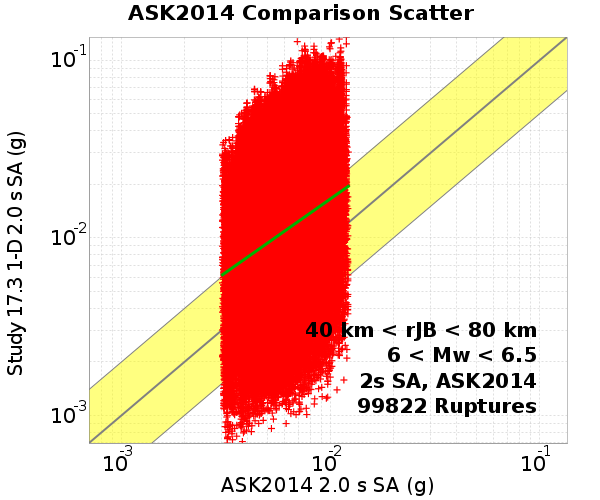 ASK2014 Comparison Scatter
Study 17.3 1-D 2.0 s SA (g)
10-1
10-2
10-3
40 km < rJB < 80 km
6 < Mw < 6.5
2s SA, ASK2014
99822 Ruptures
10-3 10-2 10-1
ASK2014 2.0 s SA (g)